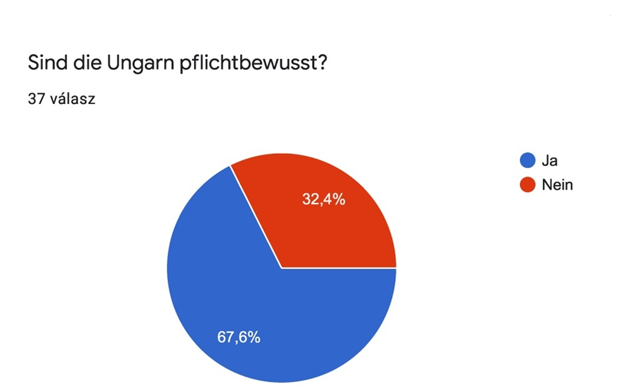 Sind die Ungarn pflichtbewusst?
37 válasz
Ja
Nein
32,4%
67,6%